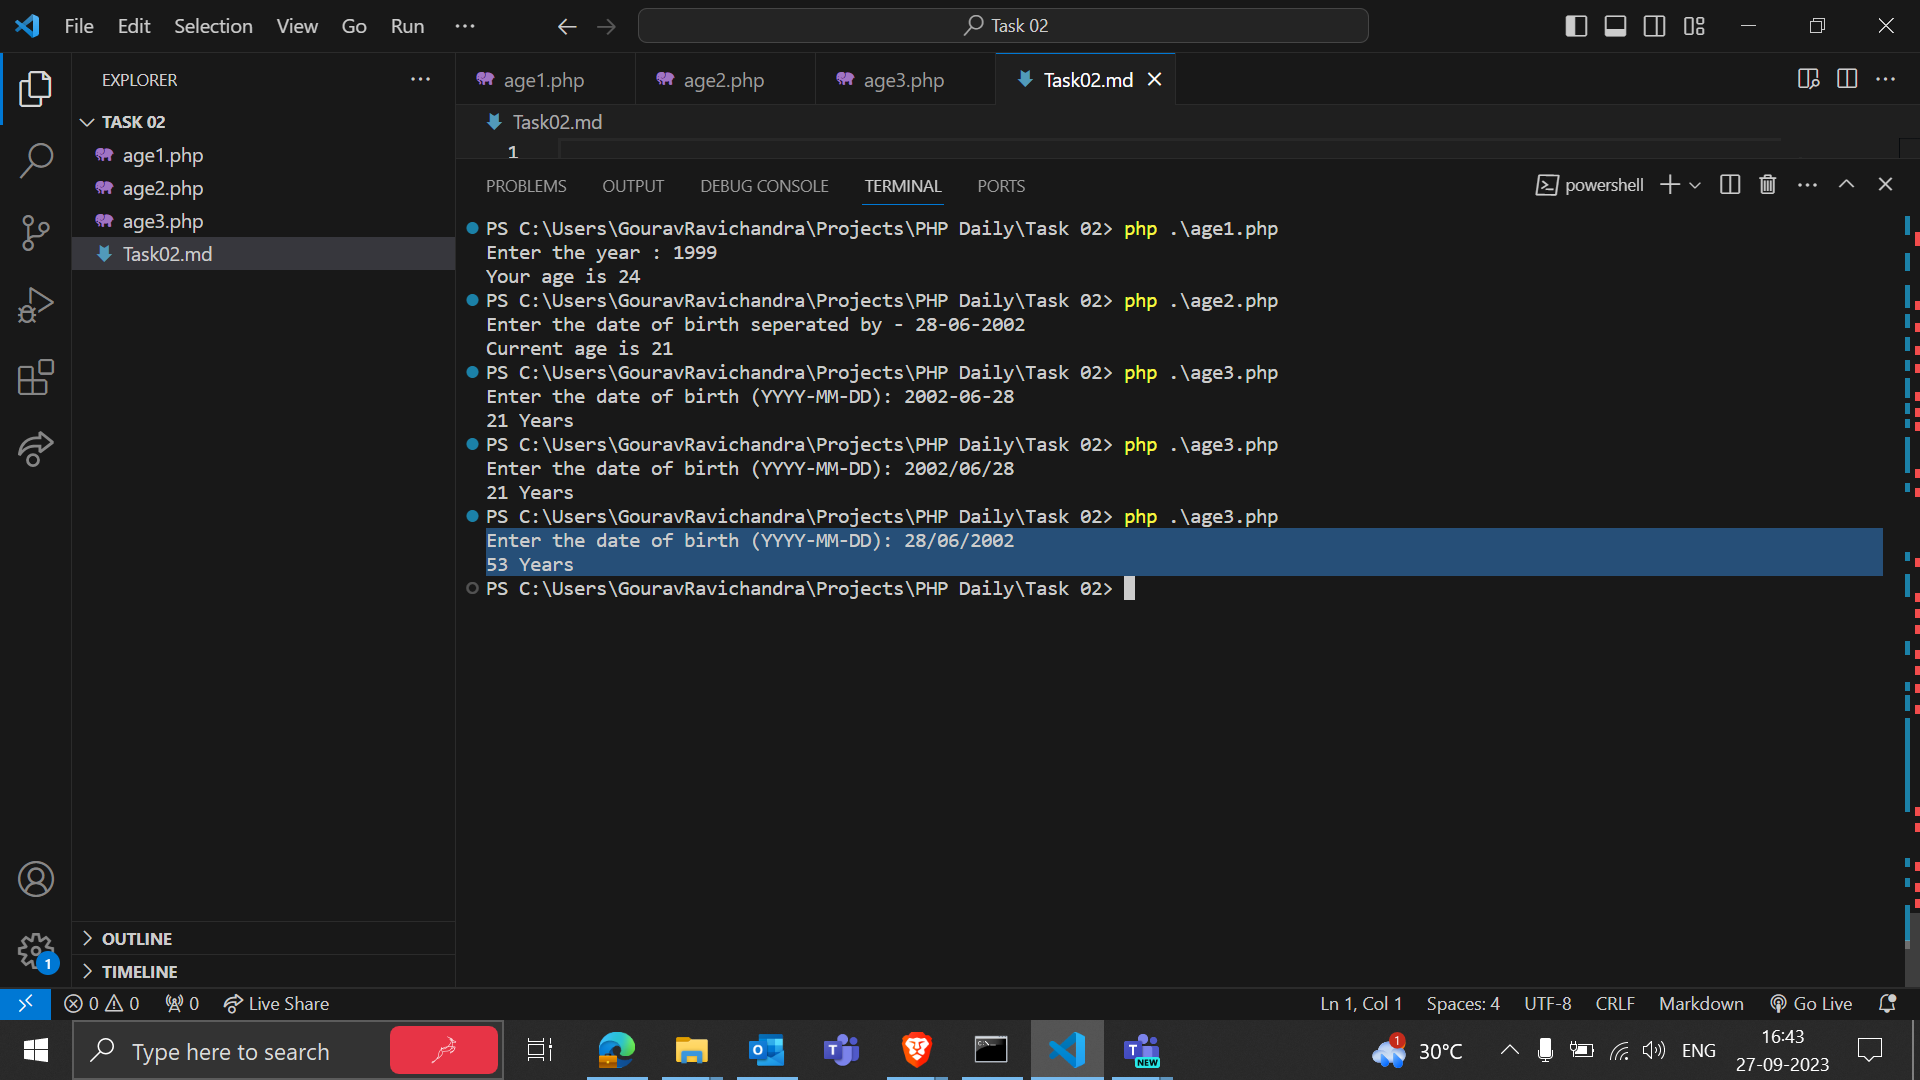 File Edit Selection View Go Run ···
Task 02
EXPLORER
TASK 02
age1.php
age2.php
age3.php
Task02.md
OUTLINE
TIMELINE
age1.php age2.php age3.php Task02.md
Task02.md
1
PROBLEMS OUTPUT DEBUG CONSOLE TERMINAL PORTS
powershell
PS C:\Users\GouravRavichandra\Projects\PHP Daily\Task 02> php .\age1.php
Enter the year : 1999
Your age is 24
PS C:\Users\GouravRavichandra\Projects\PHP Daily\Task 02> php .\age2.php
Enter the date of birth seperated by - 28-06-2002
Current age is 21
PS C:\Users\GouravRavichandra\Projects\PHP Daily\Task 02> php .\age3.php
Enter the date of birth (YYYY-MM-DD): 2002-06-28
21 Years
PS C:\Users\GouravRavichandra\Projects\PHP Daily\Task 02> php .\age3.php
Enter the date of birth (YYYY-MM-DD): 2002/06/28
21 Years
PS C:\Users\GouravRavichandra\Projects\PHP Daily\Task 02> php .\age3.php
Enter the date of birth (YYYY-MM-DD): 28/06/2002
53 Years
PS C:\Users\GouravRavichandra\Projects\PHP Daily\Task 02>
1
0 0 0 Live Share
Ln 1, Col 1 Spaces: 4 UTF-8 CRLF Markdown Go Live
Type here to search
NEW
1
30°C
ENG
16:43
27-09-2023